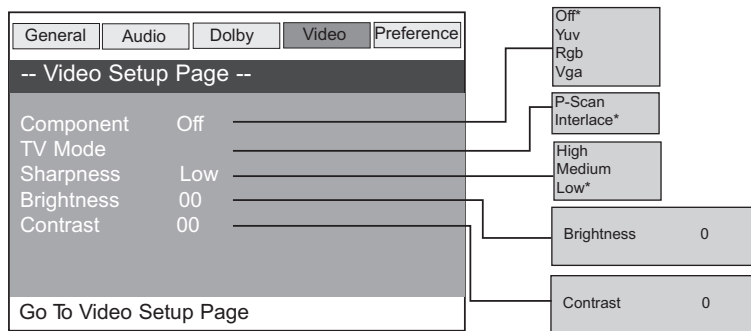 General Audio Dolby Video Preference
-- Video Setup Page --
Component Off
TV Mode
Sharpness Low
Brightness 00
Contrast 00
Go To Video Setup Page
Off*
Yuv
Rgb
Vga
P-Scan
Interlace*
High
Medium
Low*
Brightness 0
Contrast 0